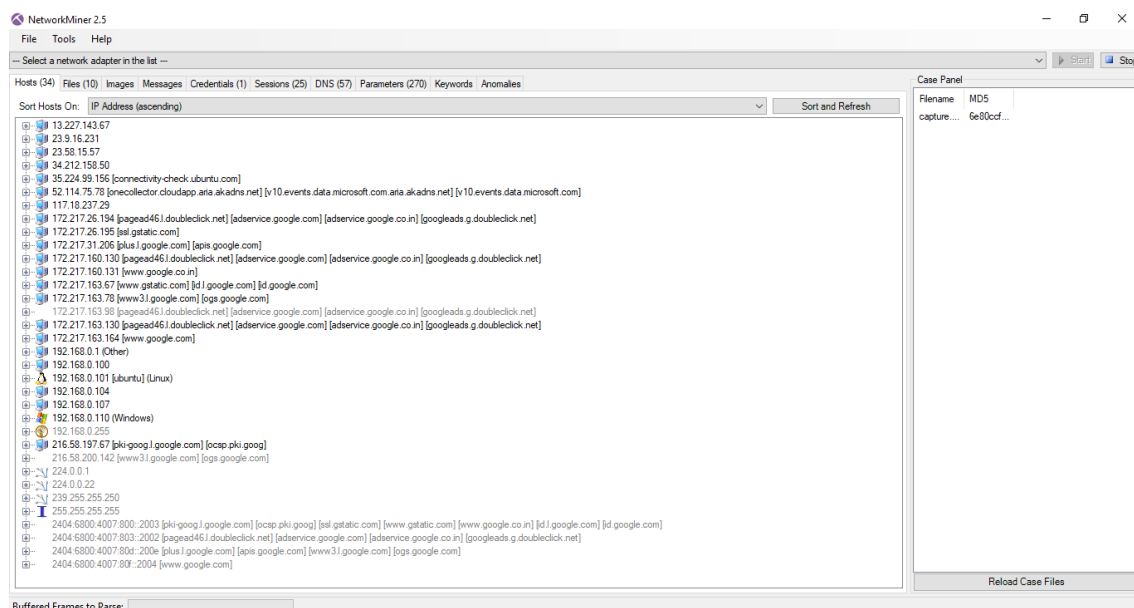 NetworkMiner 2.5
File Tools Help
--- Select a network adapter in the list ---
Start
Stop
Hosts (34) Files (10) Images Messages Credentials (1) Sessions (25) DNS (57) Parameters (270) Keywords Anomalies
Sort Hosts On: IP Address (ascending) Sort and Refresh
13.227.143.67
23.9.16.231
23.58.15.57
34.212.158.50
35.224.99.156 [connectivity-check.ubuntu.com]
52.114.75.78 [onecollector.cloudapp.aria.akadns.net] [v10.events.data.microsoft.com.aria.akadns.net] [v10.events.data.microsoft.com]
117.18.237.29
172.217.26.194 [pagead46.l.doubleclick.net] [adservice.google.com] [adservice.google.co.in] [googleads.g.doubleclick.net]
172.217.26.195 [ssl.gstatic.com]
172.217.31.206 [plus.l.google.com] [apis.google.com]
172.217.160.130 [pagead46.l.doubleclick.net] [adservice.google.com] [adservice.google.co.in] [googleads.g.doubleclick.net]
172.217.160.131 [www.google.co.in]
172.217.163.67 [www.gstatic.com] [id.l.google.com] [id.google.com]
172.217.163.78 [www3.l.google.com] [ogs.google.com]
172.217.163.98 [pagead46.l.doubleclick.net] [adservice.google.com] [adservice.google.co.in] [googleads.g.doubleclick.net]
172.217.163.130 [pagead46.l.doubleclick.net] [adservice.google.com] [adservice.google.co.in] [googleads.g.doubleclick.net]
172.217.163.164 [www.google.com]
192.168.0.1 (Other)
192.168.0.100
192.168.0.101 [ubuntu] (Linux)
192.168.0.104
192.168.0.107
192.168.0.110 (Windows)
192.168.0.255
216.58.197.67 [pki-goog.l.google.com] [ocsp.pki.goog]
216.58.200.142 [www3.l.google.com] [ogs.google.com]
224.0.0.1
224.0.0.22
239.255.255.250
255.255.255.255
2404:6800:4007:800::2003 [pki-goog.l.google.com] [ocsp.pki.goog] [ssl.gstatic.com] [www.gstatic.com] [www.google.co.in] [id.l.google.com] [id.google.com]
2404:6800:4007:803::2002 [pagead46.l.doubleclick.net] [adservice.google.com] [adservice.google.co.in] [googleads.g.doubleclick.net]
2404:6800:4007:80d::200e [plus.l.google.com] [apis.google.com] [www3.l.google.com] [ogs.google.com]
2404:6800:4007:80f::2004 [www.google.com]
Case Panel
Filename MD5
capture.... 6e80ccf...
Reload Case Files
Buffered Frames to Parse: